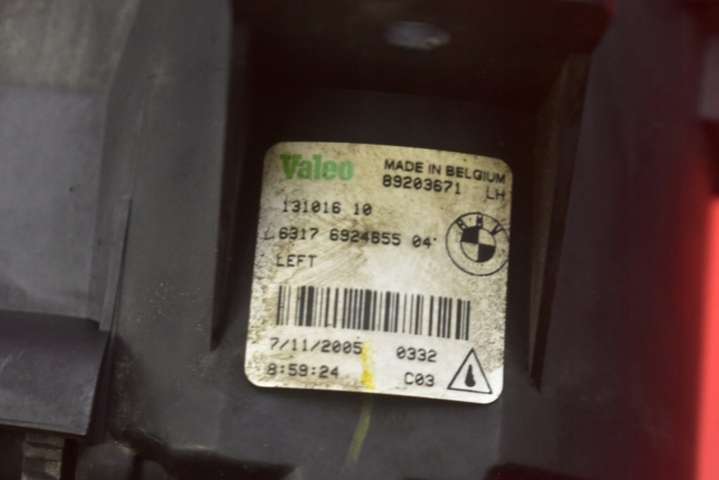 Valeo MADE IN BELGIUM
89203671 LH
131016 10
L 6317 6924655 04
BMW
LEFT
7/11/2005 0332
8:59:24 C03